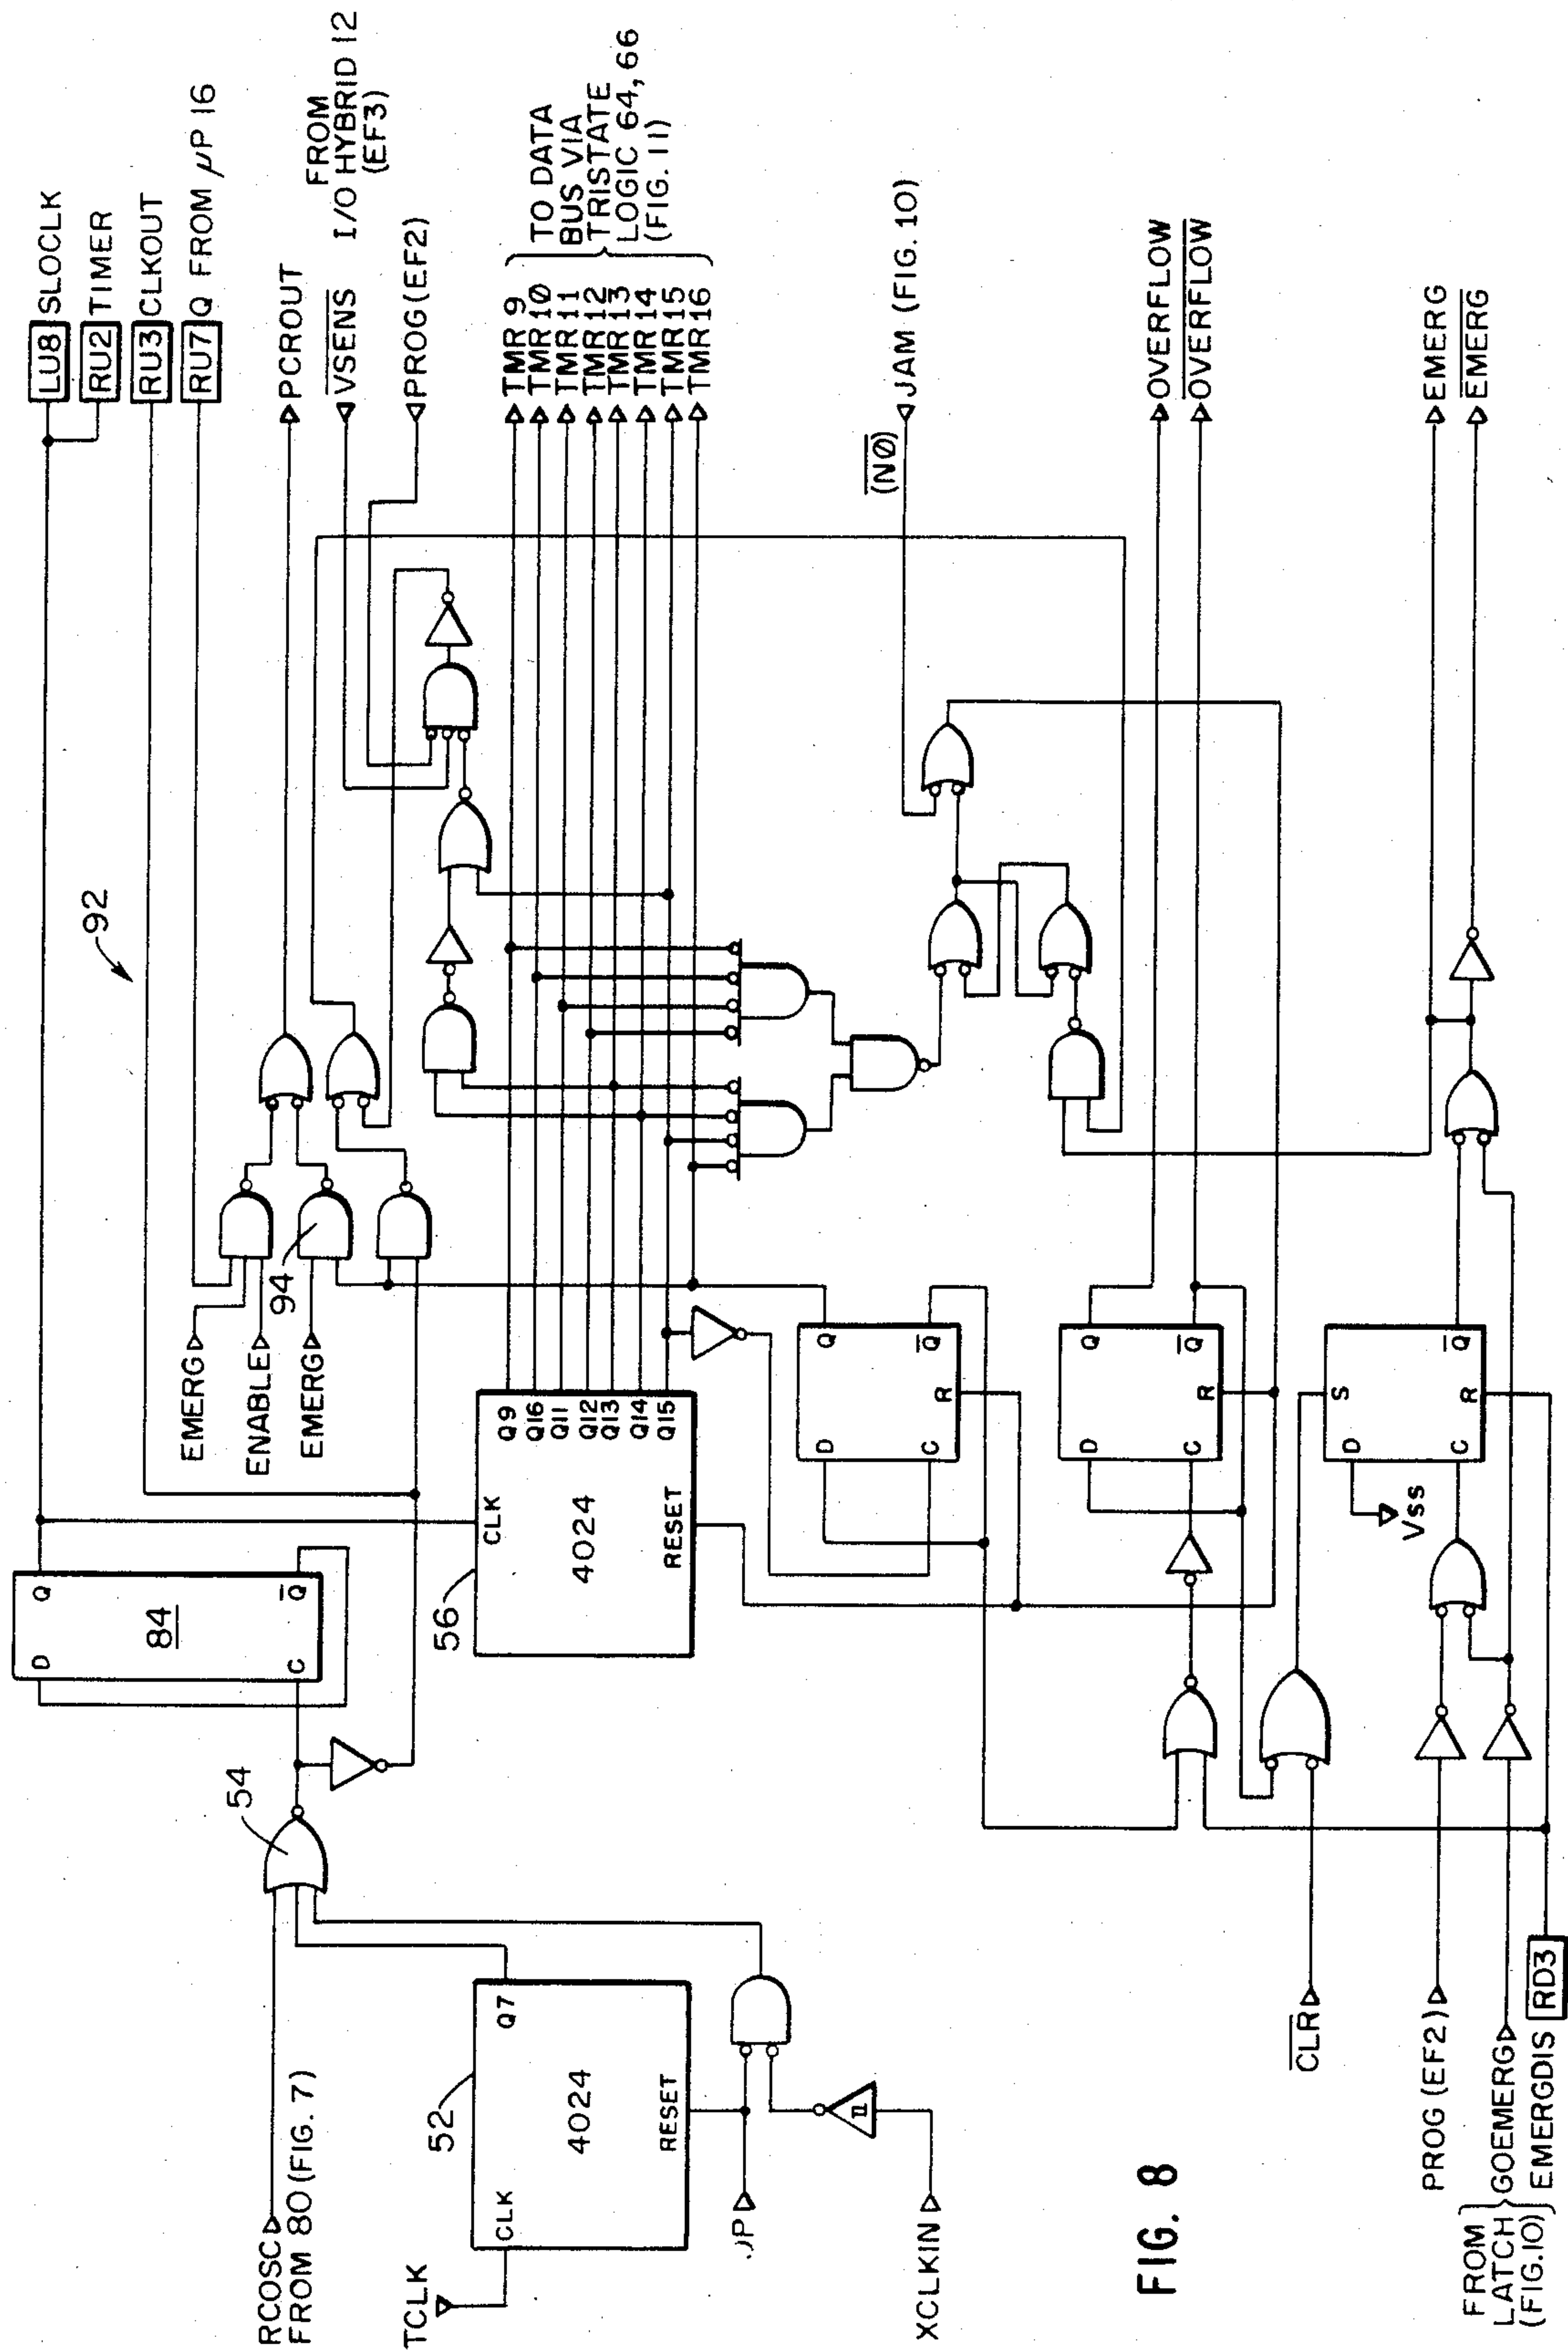 LU8 SLOCLK
RU2 TIMER
RU3 CLKOUT
RU7 Q FROM μP 16
PCROUT
VSENS
FROM
I/O HYBRID 12
(EF3)
PROG(EF2)
92
EMERG
ENABLE
EMERG
94
D
Q
84
C
Q
54
RCOSC
FROM 80 (FIG. 7)
TCLK
52
CLK
Q7
4024
RESET
XCLKIN
56
CLK
Q9
Q16
Q11
Q12
Q13
Q14
Q15
4024
RESET
TMR 9
TMR10
TMR11
TMR12
TMR13
TMR14
TMR15
TMR16
TO DATA
BUS VIA
TRISTATE
LOGIC 64,66
(FIG. 11)
D
Q
C
R
Q
(NØ)
JAM (FIG. 10)
D
Q
C
R
Q
OVERFLOW
OVERFLOW
CLR
D
S
C
R
Q
Vss
EMERG
EMERG
PROG (EF2)
FROM
LATCH
(FIG.10)
GOEMERG
EMERGDIS RD3
FIG. 8